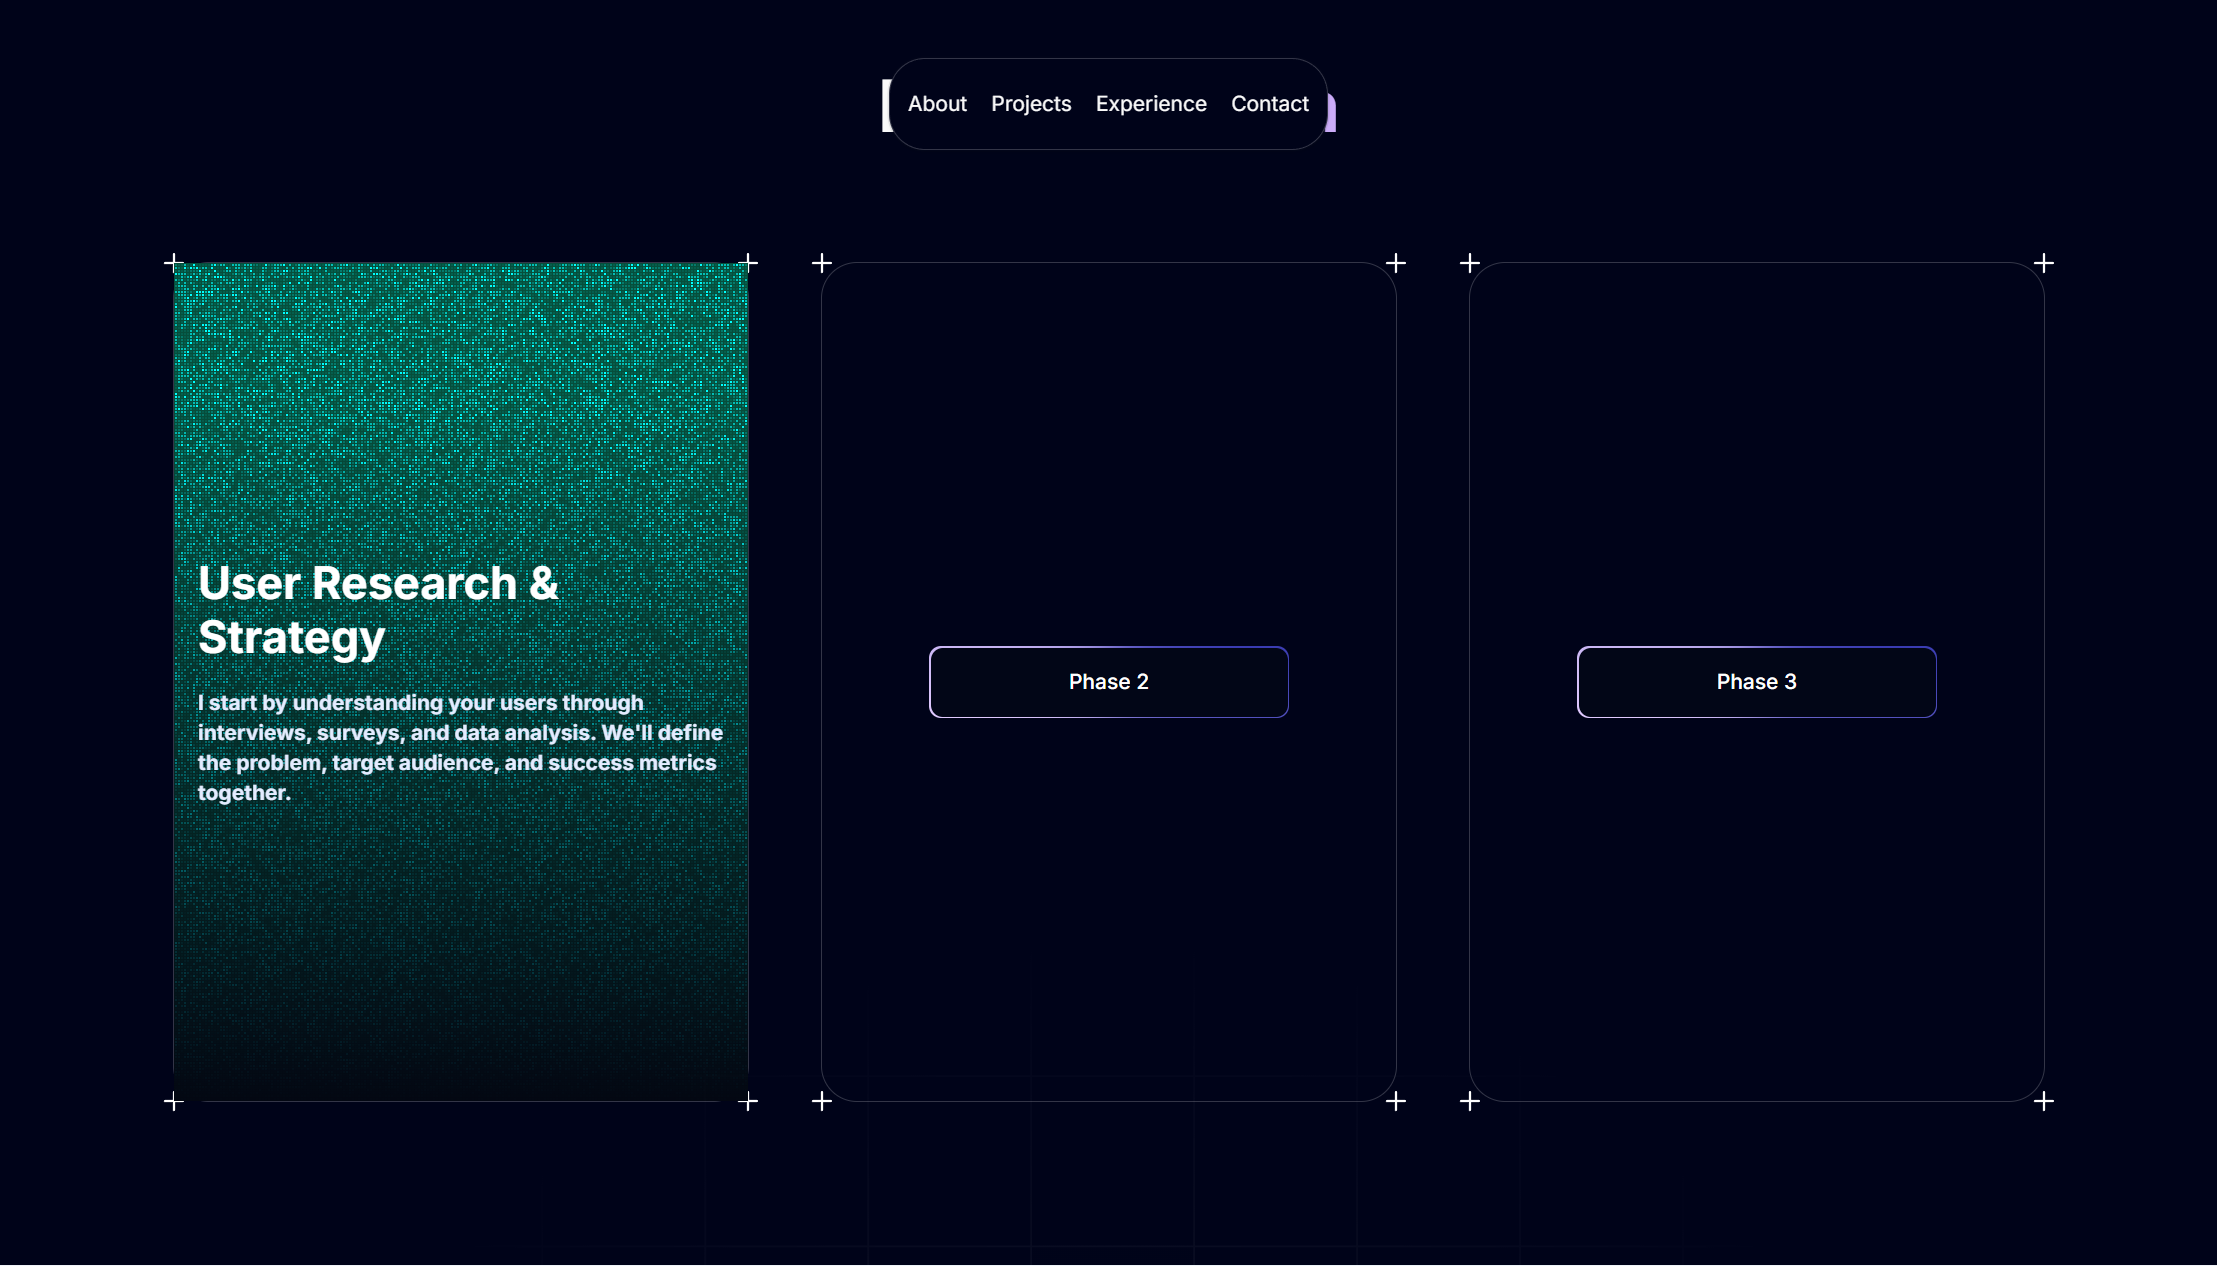 About Projects Experience Contact
User Research &
Strategy
I start by understanding your users through
interviews, surveys, and data analysis. We'll define
the problem, target audience, and success metrics
together.
Phase 2
Phase 3